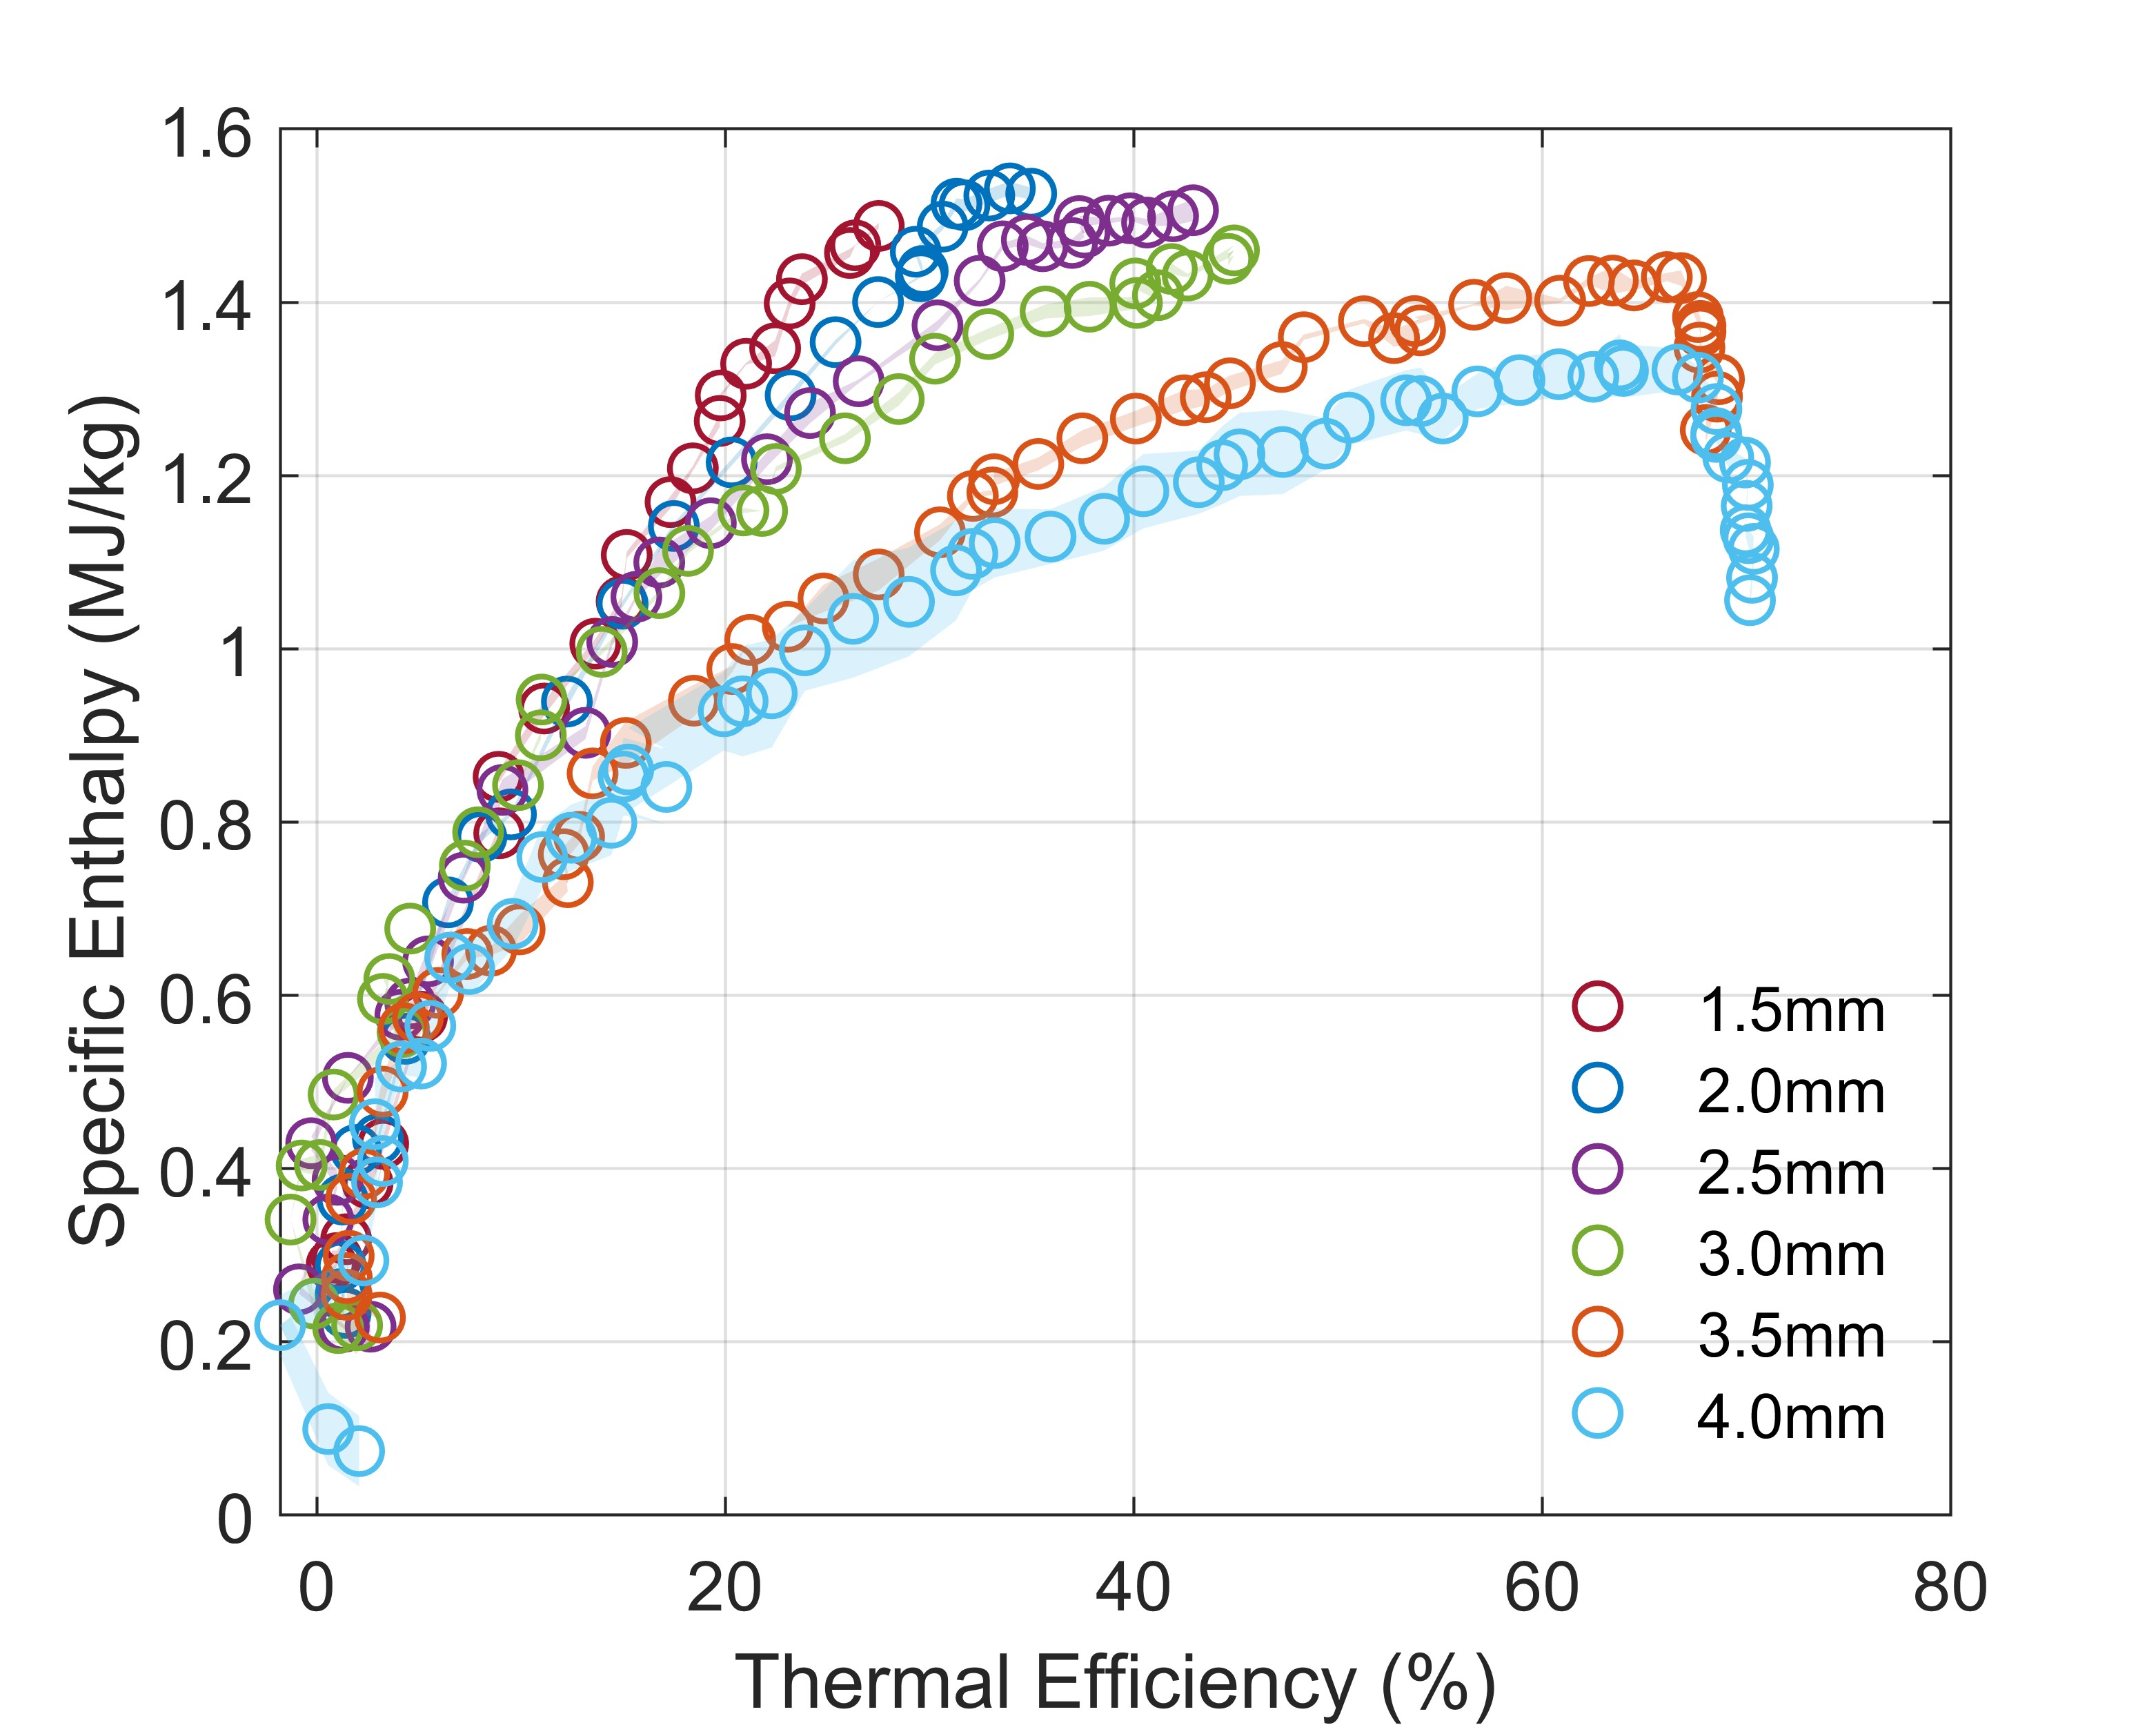 1.6
1.4
1.2
1
0.8
0.6
0.4
0.2
0
0 20 40 60 80
Specific Enthalpy (MJ/kg)
Thermal Efficiency (%)
1.5mm
2.0mm
2.5mm
3.0mm
3.5mm
4.0mm